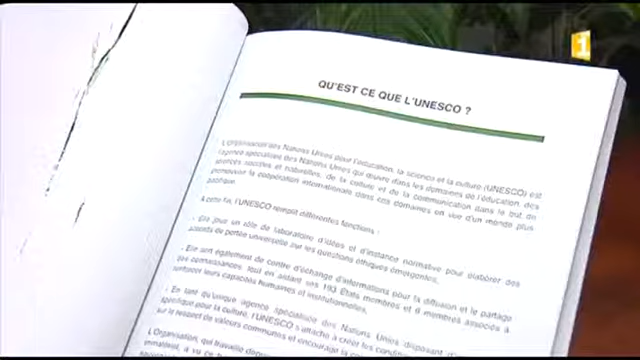 1
QU'EST CE QUE L'UNESCO ?
L'Organisation des Nations Unies pour l'éducation, la science et la culture (UNESCO) est
l'agence spécialisée des Nations Unies qui œuvre dans les domaines de l'éducation, des
sciences sociales et naturelles, de la culture et de la communication dans le but de
promouvoir la coopération internationale dans ces domaines en vue d'un monde plus
pacifique.
A cette fin, l'UNESCO remplit différentes fonctions :
- Elle joue un rôle de laboratoire d'idées et d'instance normative pour élaborer des
accords de portée universelle sur les questions éthiques émergentes,
- Elle sert également de centre d'échange d'informations pour la diffusion et le partage
des connaissances, tout en aidant ses 193 États membres et 6 membres associés à
renforcer leurs capacités humaines et institutionnelles.
- En tant qu'unique agence spécialisée des Nations Unies disposant
spécifique pour la culture, l'UNESCO s'attache à créer les conditions
sur le respect de valeurs communes et encourage la
L'Organisation, qui travaille
immatériel, a vu ce